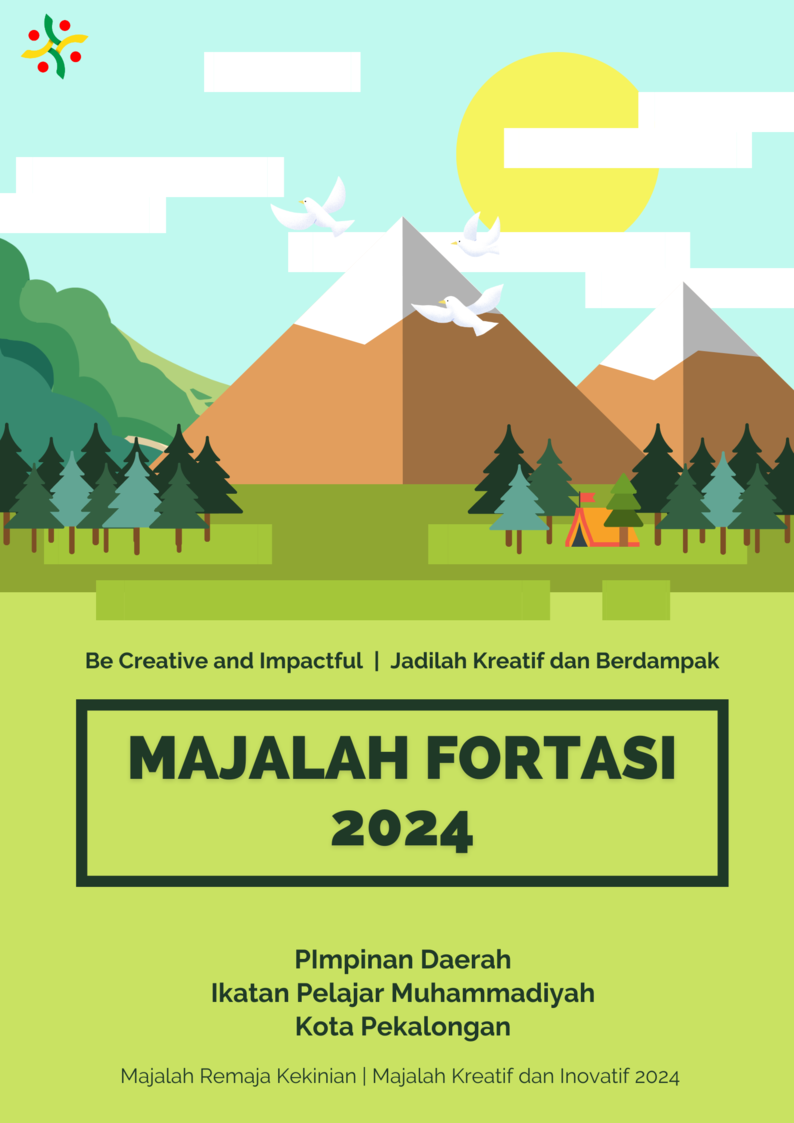 Be Creative and Impactful | Jadilah Kreatif dan Berdampak
MAJALAH FORTASI
2024
PImpinan Daerah
Ikatan Pelajar Muhammadiyah
Kota Pekalongan
Majalah Remaja Kekinian | Majalah Kreatif dan Inovatif 2024